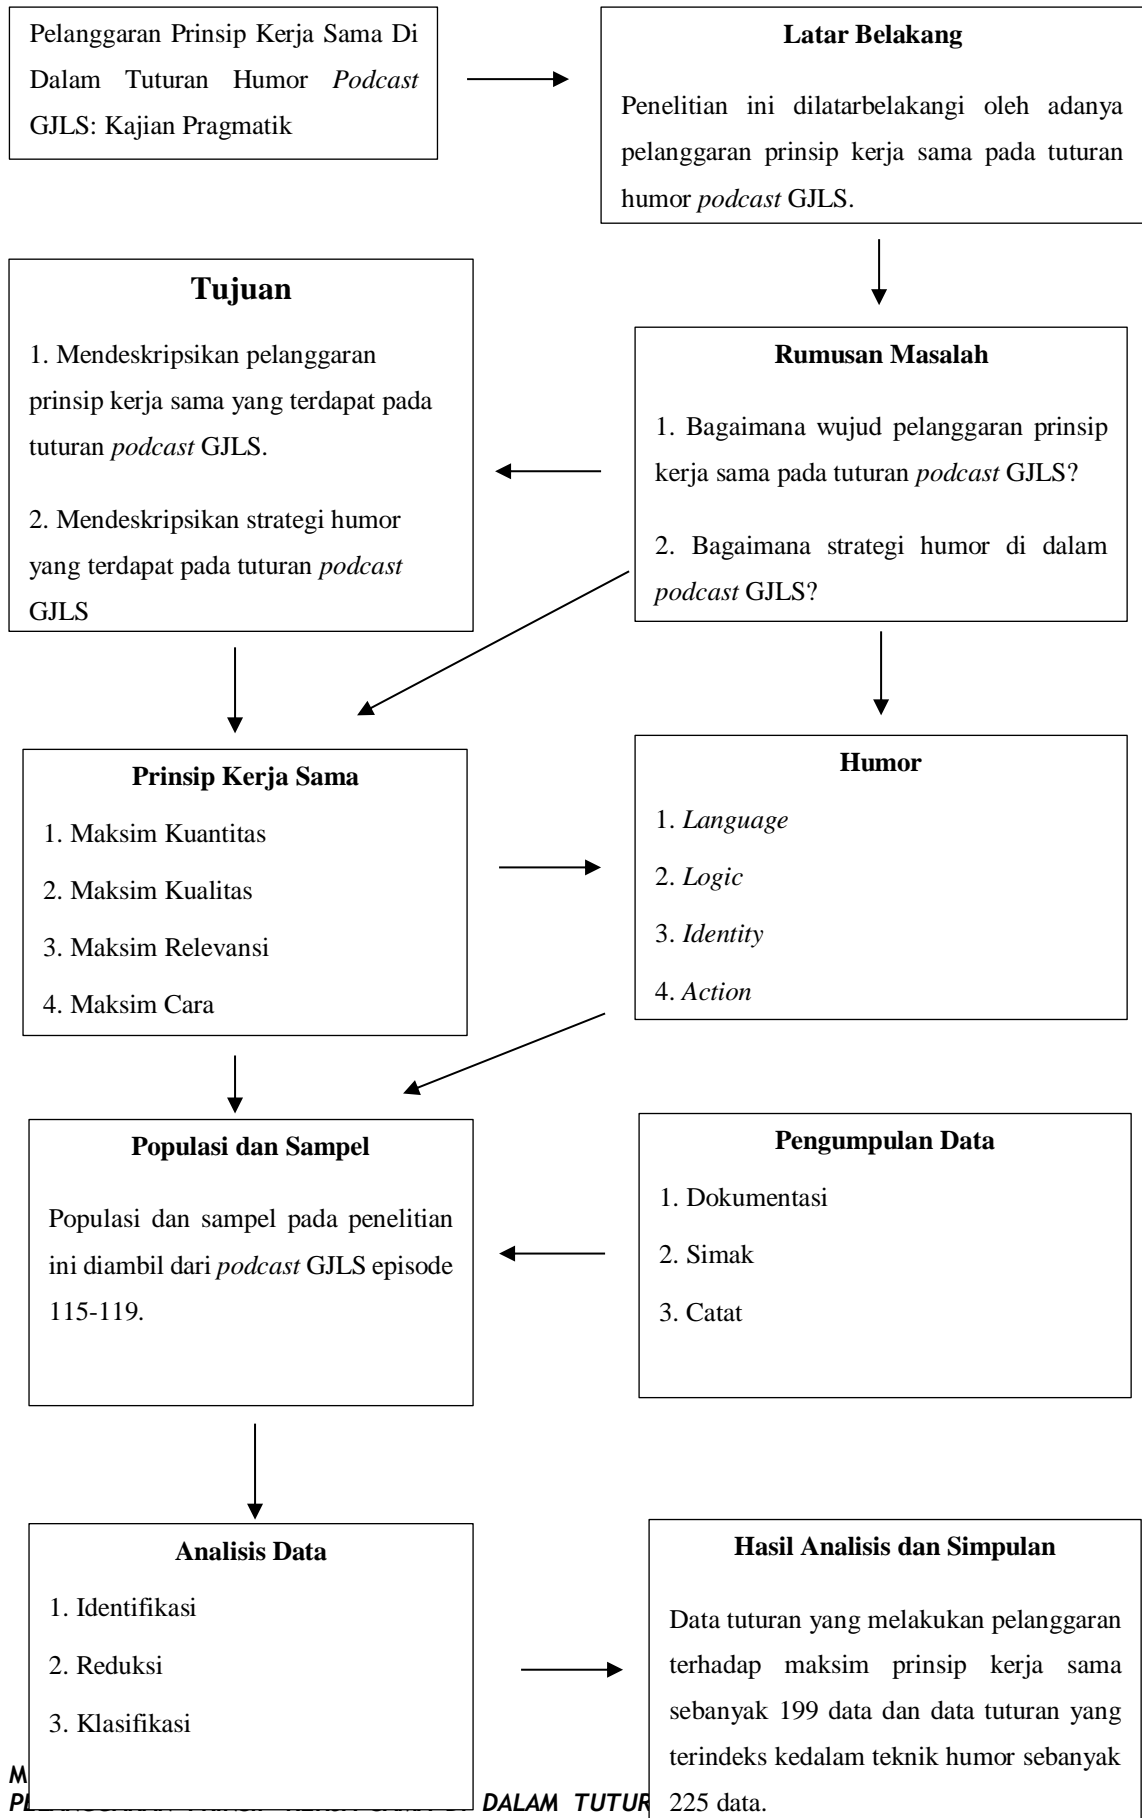 Pelanggaran Prinsip Kerja Sama Di
Dalam Tuturan Humor Podcast
GJLS: Kajian Pragmatik
Latar Belakang
Penelitian ini dilatarbelakangi oleh adanya
pelanggaran prinsip kerja sama pada tuturan
humor podcast GJLS.
Tujuan
1. Mendeskripsikan pelanggaran
prinsip kerja sama yang terdapat pada
tuturan podcast GJLS.
2. Mendeskripsikan strategi humor
yang terdapat pada tuturan podcast
GJLS
Rumusan Masalah
1. Bagaimana wujud pelanggaran prinsip
kerja sama pada tuturan podcast GJLS?
2. Bagaimana strategi humor di dalam
podcast GJLS?
Prinsip Kerja Sama
1. Maksim Kuantitas
2. Maksim Kualitas
3. Maksim Relevansi
4. Maksim Cara
Humor
1. Language
2. Logic
3. Identity
4. Action
Populasi dan Sampel
Populasi dan sampel pada penelitian
ini diambil dari podcast GJLS episode
115-119.
Pengumpulan Data
1. Dokumentasi
2. Simak
3. Catat
Analisis Data
1. Identifikasi
2. Reduksi
3. Klasifikasi
Hasil Analisis dan Simpulan
Data tuturan yang melakukan pelanggaran
terhadap maksim prinsip kerja sama
sebanyak 199 data dan data tuturan yang
terindeks kedalam teknik humor sebanyak
225 data.
M
DALAM TUTUR